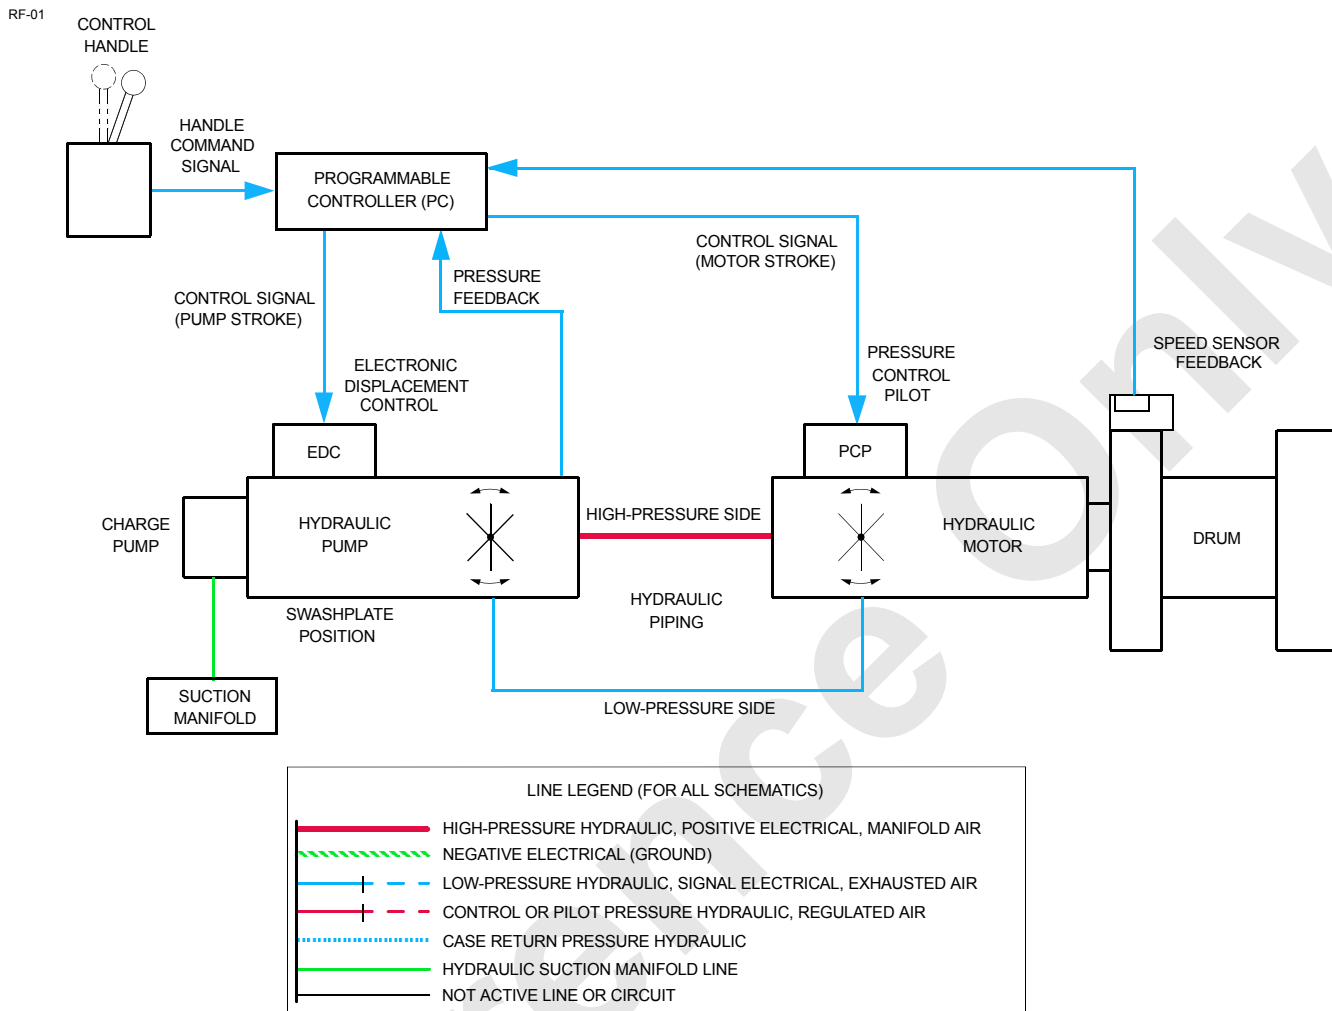 RF-01
CONTROL
HANDLE
HANDLE
COMMAND
SIGNAL
PROGRAMMABLE
CONTROLLER (PC)
CONTROL SIGNAL
(PUMP STROKE)
PRESSURE
FEEDBACK
CONTROL SIGNAL
(MOTOR STROKE)
SPEED SENSOR
FEEDBACK
ELECTRONIC
DISPLACEMENT
CONTROL
PRESSURE
CONTROL
PILOT
EDC
PCP
CHARGE
PUMP
HYDRAULIC
PUMP
HIGH-PRESSURE SIDE
HYDRAULIC
MOTOR
DRUM
SWASHPLATE
POSITION
HYDRAULIC
PIPING
SUCTION
MANIFOLD
LOW-PRESSURE SIDE
LINE LEGEND (FOR ALL SCHEMATICS)
HIGH-PRESSURE HYDRAULIC, POSITIVE ELECTRICAL, MANIFOLD AIR
NEGATIVE ELECTRICAL (GROUND)
LOW-PRESSURE HYDRAULIC, SIGNAL ELECTRICAL, EXHAUSTED AIR
CONTROL OR PILOT PRESSURE HYDRAULIC, REGULATED AIR
CASE RETURN PRESSURE HYDRAULIC
HYDRAULIC SUCTION MANIFOLD LINE
NOT ACTIVE LINE OR CIRCUIT
rence Only